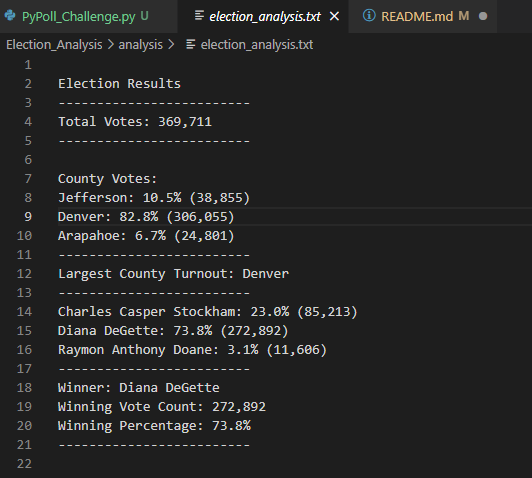 PyPoll_Challenge.py U election_analysis.txt README.md M
Election_Analysis > analysis > election_analysis.txt
1
2 Election Results
3 -------------------------
4 Total Votes: 369,711
5 -------------------------
6
7 County Votes:
8 Jefferson: 10.5% (38,855)
9 Denver: 82.8% (306,055)
10 Arapahoe: 6.7% (24,801)
11 -------------------------
12 Largest County Turnout: Denver
13 -------------------------
14 Charles Casper Stockham: 23.0% (85,213)
15 Diana DeGette: 73.8% (272,892)
16 Raymon Anthony Doane: 3.1% (11,606)
17 -------------------------
18 Winner: Diana DeGette
19 Winning Vote Count: 272,892
20 Winning Percentage: 73.8%
21 -------------------------
22